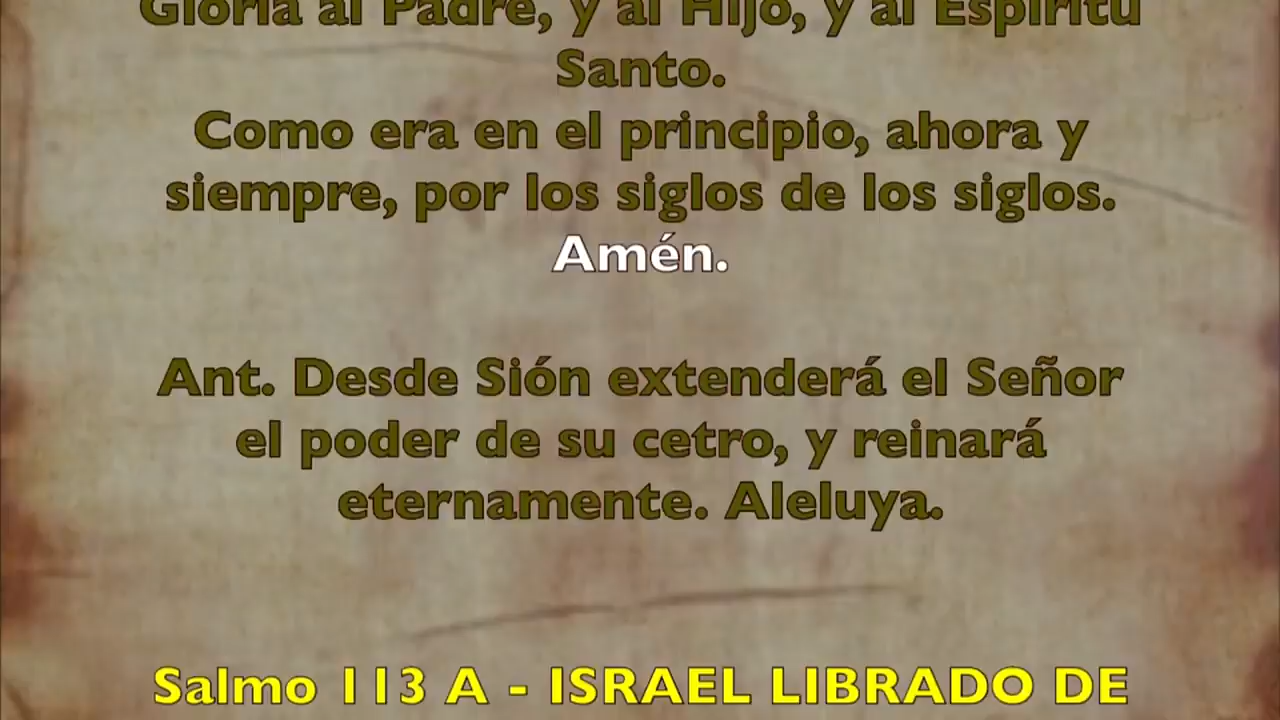 Gloria al Padre, y al Hijo, y al Espíritu
Santo.
Como era en el principio, ahora y
siempre, por los siglos de los siglos.
Amén.
Ant. Desde Sión extenderá el Señor
el poder de su cetro, y reinará
eternamente. Aleluya.
Salmo 113 A - ISRAEL LIBRADO DE